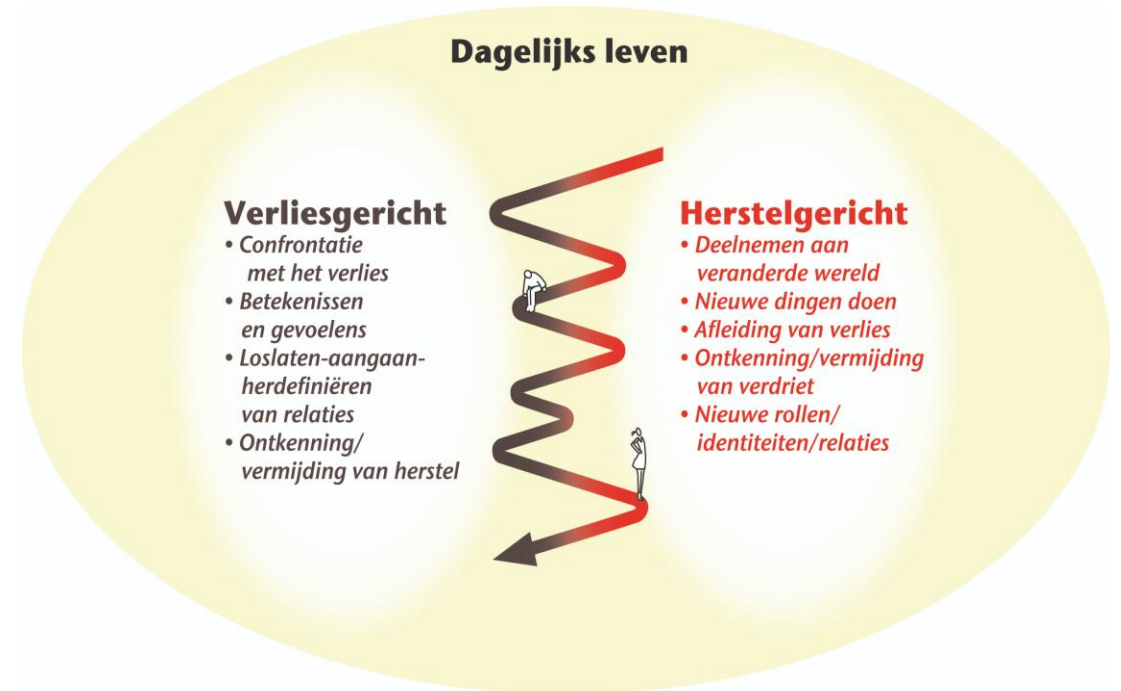 Dagelijks leven
Verliesgericht
• Confrontatie
met het verlies
• Betekenissen
en gevoelens
• Loslaten-aangaan-
herdefiniëren
van relaties
• Ontkenning/
vermijding van herstel
Herstelgericht
• Deelnemen aan
veranderde wereld
• Nieuwe dingen doen
• Afleiding van verlies
• Ontkenning/vermijding
van verdriet
• Nieuwe rollen/
identiteiten/relaties